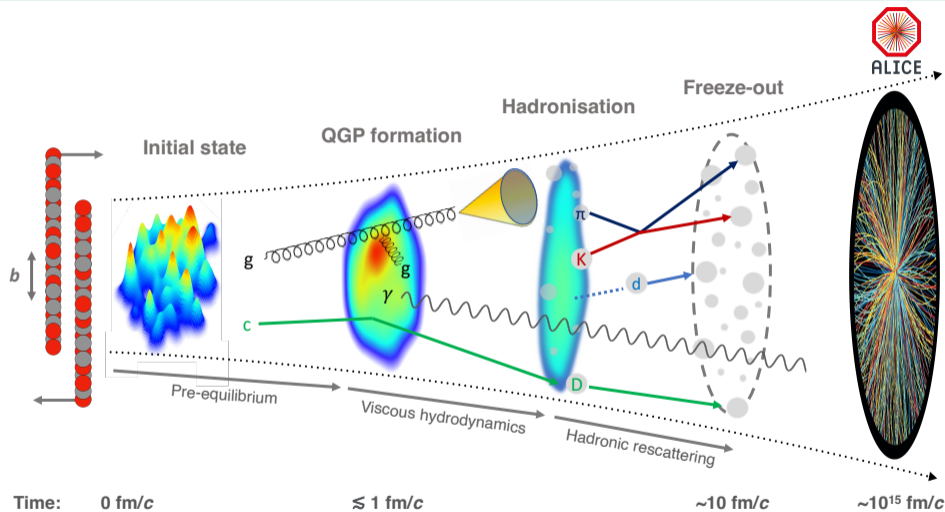 ALICE
Freeze-out
Hadronisation
QGP formation
Initial state
b
g
g
γ
c
π
K
d
D
Pre-equilibrium
Viscous hydrodynamics
Hadronic rescattering
Time: 0 fm/c ≲ 1 fm/c ~10 fm/c ~10¹⁵ fm/c